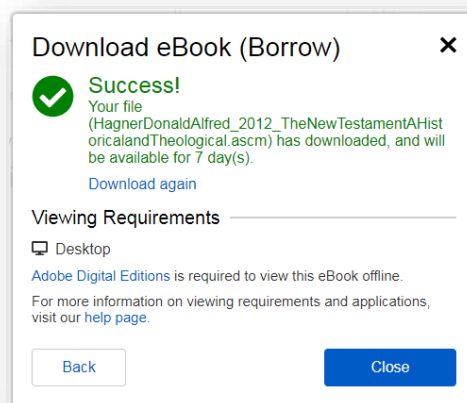 Download eBook (Borrow)
Success!
Your file
(HagnerDonaldAlfred_2012_TheNewTestamentAHist
oricalandTheological.ascm) has downloaded, and will
be available for 7 day(s).
Download again
Viewing Requirements
Desktop
Adobe Digital Editions is required to view this eBook offline.
For more information on viewing requirements and applications,
visit our help page.
Back
Close